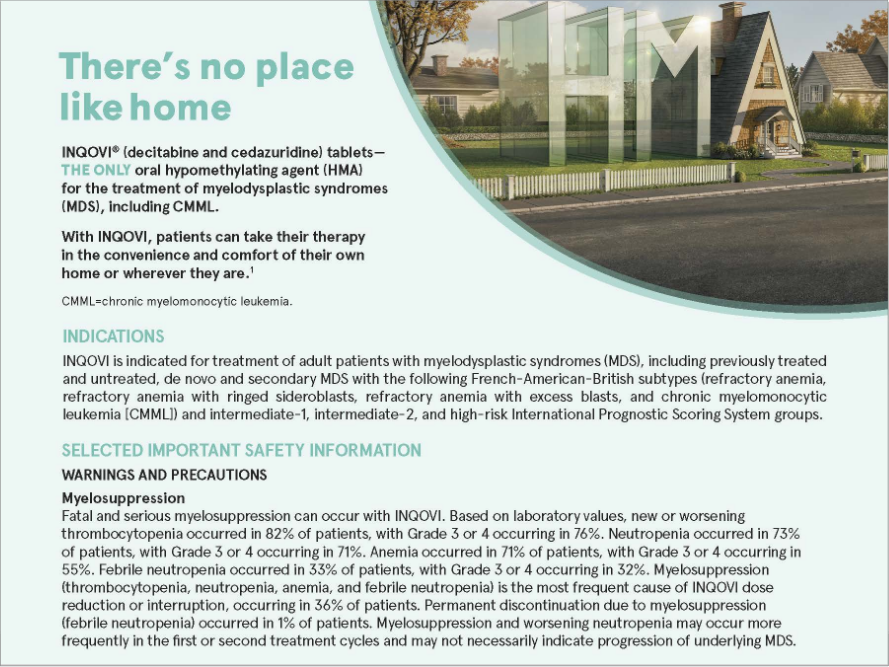 There's no place
like home
HM
INQOVI® (decitabine and cedazuridine) tablets—
THE ONLY oral hypomethylating agent (HMA)
for the treatment of myelodysplastic syndromes
(MDS), including CMML.
With INQOVI, patients can take their therapy
in the convenience and comfort of their own
home or wherever they are.¹
CMML=chronic myelomonocytic leukemia.
INDICATIONS
INQOVI is indicated for treatment of adult patients with myelodysplastic syndromes (MDS), including previously treated
and untreated, de novo and secondary MDS with the following French-American-British subtypes (refractory anemia,
refractory anemia with ringed sideroblasts, refractory anemia with excess blasts, and chronic myelomonocytic
leukemia [CMML]) and intermediate-1, intermediate-2, and high-risk International Prognostic Scoring System groups.
SELECTED IMPORTANT SAFETY INFORMATION
WARNINGS AND PRECAUTIONS
Myelosuppression
Fatal and serious myelosuppression can occur with INQOVI. Based on laboratory values, new or worsening
thrombocytopenia occurred in 82% of patients, with Grade 3 or 4 occurring in 76%. Neutropenia occurred in 73%
of patients, with Grade 3 or 4 occurring in 71%. Anemia occurred in 71% of patients, with Grade 3 or 4 occurring in
55%. Febrile neutropenia occurred in 33% of patients, with Grade 3 or 4 occurring in 32%. Myelosuppression
(thrombocytopenia, neutropenia, anemia, and febrile neutropenia) is the most frequent cause of INQOVI dose
reduction or interruption, occurring in 36% of patients. Permanent discontinuation due to myelosuppression
(febrile neutropenia) occurred in 1% of patients. Myelosuppression and worsening neutropenia may occur more
frequently in the first or second treatment cycles and may not necessarily indicate progression of underlying MDS.